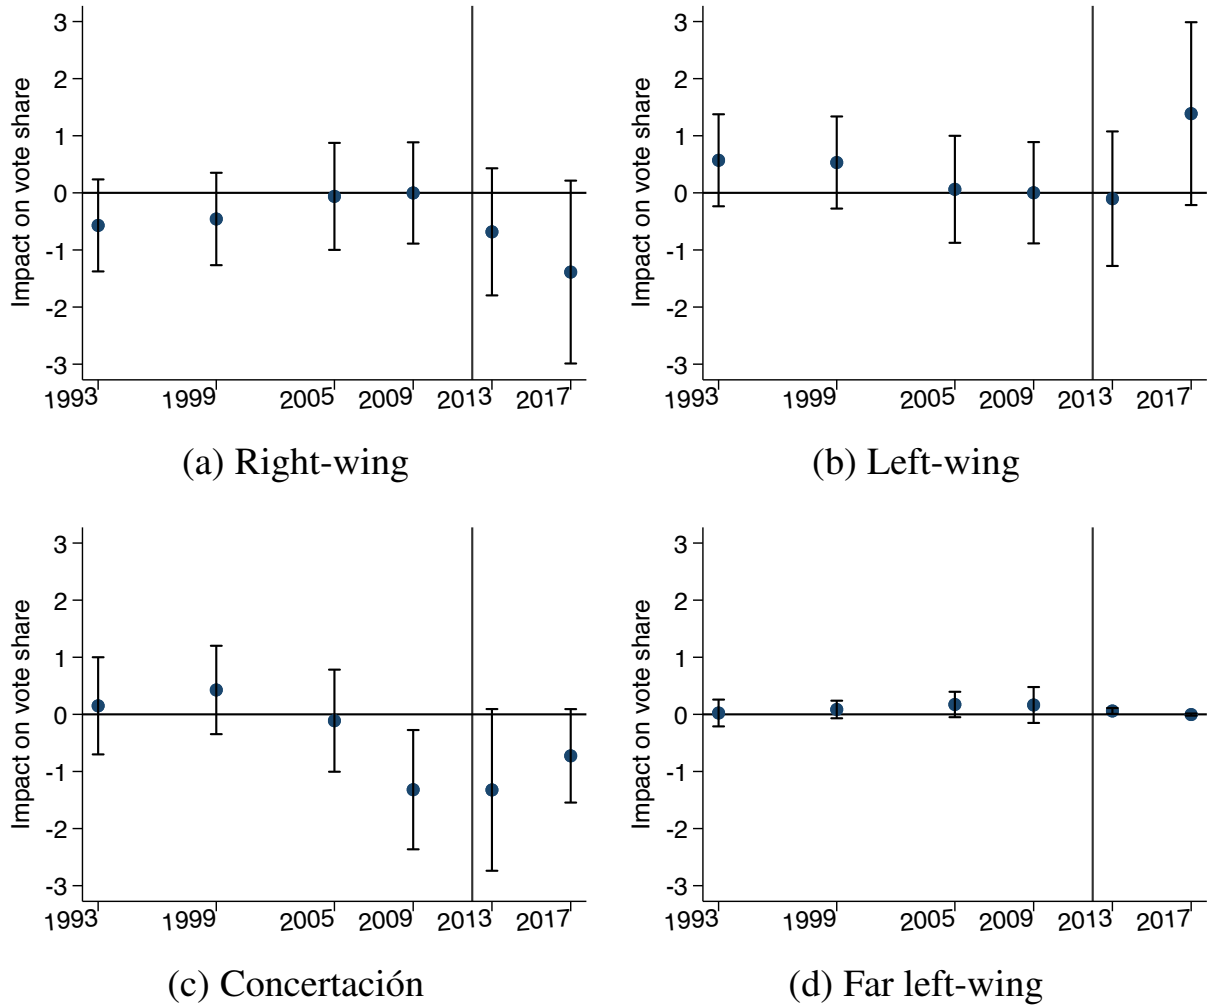 Impact on vote share
3
2
1
0
-1
-2
-3
1993 1999 2005 2009 2013 2017
(a) Right-wing
Impact on vote share
3
2
1
0
-1
-2
-3
1993 1999 2005 2009 2013 2017
(b) Left-wing
Impact on vote share
3
2
1
0
-1
-2
-3
1993 1999 2005 2009 2013 2017
(c) Concertación
Impact on vote share
3
2
1
0
-1
-2
-3
1993 1999 2005 2009 2013 2017
(d) Far left-wing